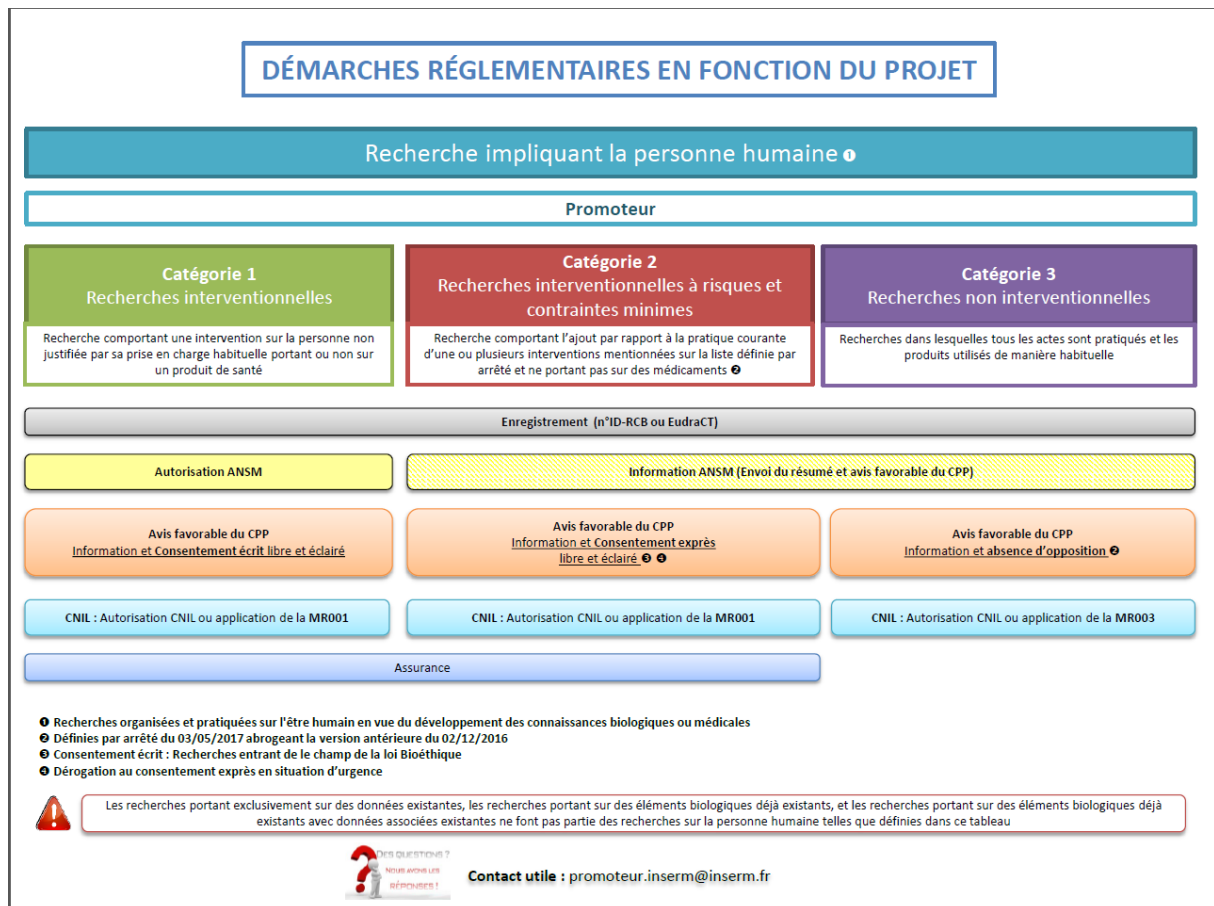 DÉMARCHES RÉGLEMENTAIRES EN FONCTION DU PROJET
Recherche impliquant la personne humaine ❶
Promoteur
Catégorie 1
Recherches interventionnelles
Recherche comportant une intervention sur la personne non
justifiée par sa prise en charge habituelle portant ou non sur
un produit de santé
Catégorie 2
Recherches interventionnelles à risques et
contraintes minimes
Recherche comportant l'ajout par rapport à la pratique courante
d'une ou plusieurs interventions mentionnées sur la liste définie par
arrêté et ne portant pas sur des médicaments ❷
Catégorie 3
Recherches non interventionnelles
Recherches dans lesquelles tous les actes sont pratiqués et les
produits utilisés de manière habituelle
Enregistrement (n°ID-RCB ou EudraCT)
Autorisation ANSM
Information ANSM (Envoi du résumé et avis favorable du CPP)
Avis favorable du CPP
Information et Consentement écrit libre et éclairé
Avis favorable du CPP
Information et Consentement exprès
libre et éclairé ❸ ❹
Avis favorable du CPP
Information et absence d'opposition ❷
CNIL : Autorisation CNIL ou application de la MR001
CNIL : Autorisation CNIL ou application de la MR001
CNIL : Autorisation CNIL ou application de la MR003
Assurance
❶ Recherches organisées et pratiquées sur l'être humain en vue du développement des connaissances biologiques ou médicales
❷ Définies par arrêté du 03/05/2017 abrogeant la version antérieure du 02/12/2016
❸ Consentement écrit : Recherches entrant de le champ de la loi Bioéthique
❹ Dérogation au consentement exprès en situation d'urgence
Les recherches portant exclusivement sur des données existantes, les recherches portant sur des éléments biologiques déjà existants, et les recherches portant sur des éléments biologiques déjà
existants avec données associées existantes ne font pas partie des recherches sur la personne humaine telles que définies dans ce tableau
DES QUESTIONS ?
NOUS AVONS LES
RÉPONSES !
Contact utile : promoteur.inserm@inserm.fr